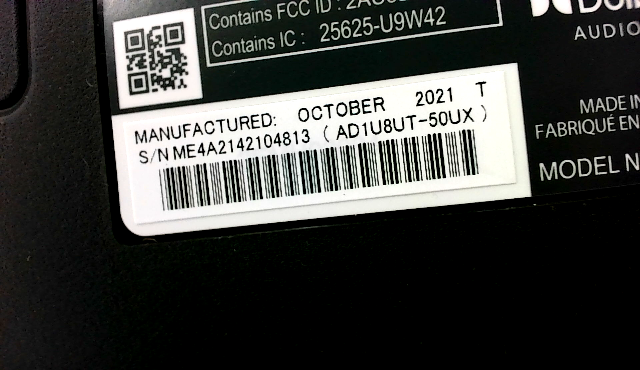 Contains FCC ID :
Contains IC : 25625-U9W42
AUDIO
MANUFACTURED: OCTOBER 2021 T
S/N ME4A2142104813 ( AD1U8UT-50UX )
MADE IN
FABRIQUÉ EN
MODEL N